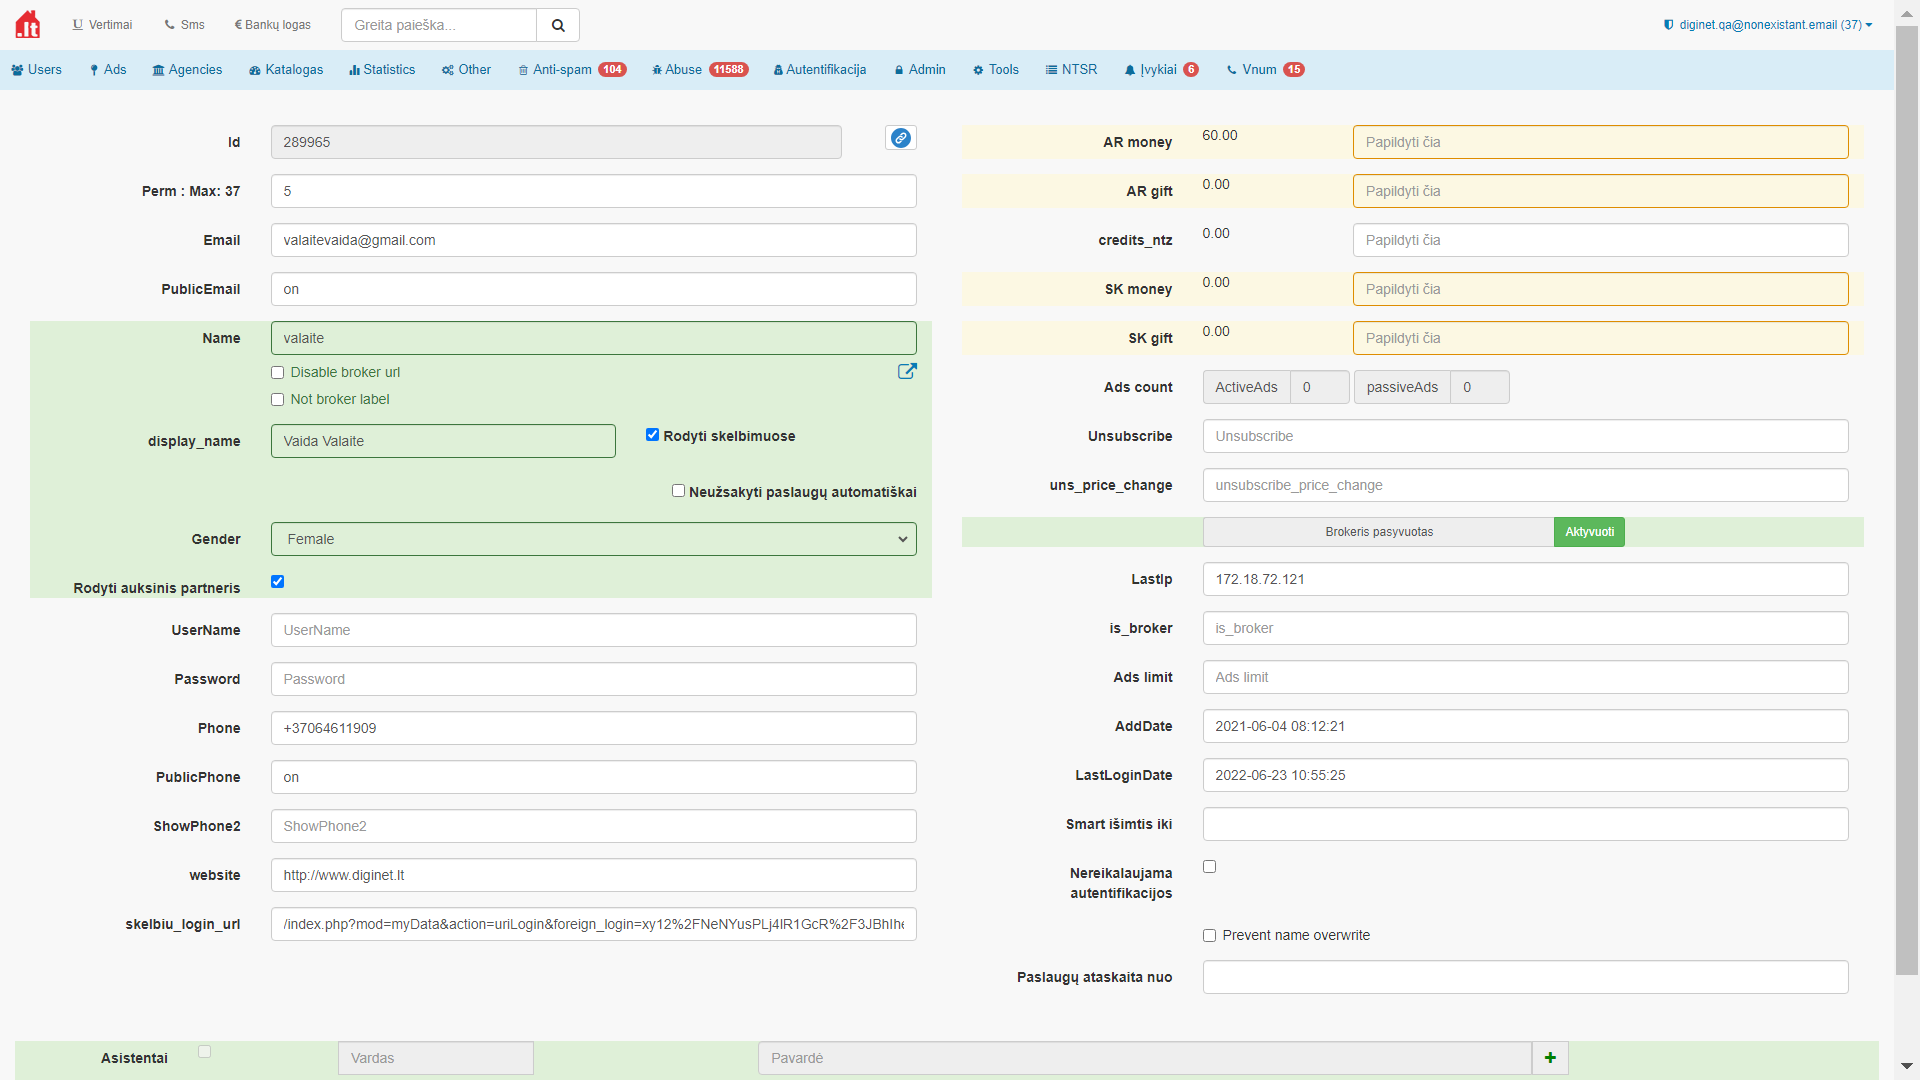 .lt
Vertimai
Sms
Bankų logas
Greita paieška...
diginet.qa@nonexistant.email (37)
Users
Ads
Agencies
Katalogas
Statistics
Other
Anti-spam 104
Abuse 11588
Autentifikacija
Admin
Tools
NTSR
Įvykiai 6
Vnum 15
Id 289965
Perm : Max: 37 5
Email valaitevaida@gmail.com
PublicEmail on
Name valaite
Disable broker url
Not broker label
display_name Vaida Valaite Rodyti skelbimuose
Neužsakyti paslaugų automatiškai
Gender Female
Rodyti auksinis partneris
UserName UserName
Password Password
Phone +37064611909
PublicPhone on
ShowPhone2 ShowPhone2
website http://www.diginet.lt
skelbiu_login_url /index.php?mod=myData&action=uriLogin&foreign_login=xy12%2FNeNYusPLj4lR1GcR%2F3JBhIhe
AR money 60.00 Papildyti čia
AR gift 0.00 Papildyti čia
credits_ntz 0.00 Papildyti čia
SK money 0.00 Papildyti čia
SK gift 0.00 Papildyti čia
Ads count ActiveAds 0 passiveAds 0
Unsubscribe Unsubscribe
uns_price_change unsubscribe_price_change
Brokeris pasyvuotas Aktyvuoti
LastIp 172.18.72.121
is_broker is_broker
Ads limit Ads limit
AddDate 2021-06-04 08:12:21
LastLoginDate 2022-06-23 10:55:25
Smart išimtis iki
Nereikalaujama
autentifikacijos
Prevent name overwrite
Paslaugų ataskaita nuo
Asistentai Vardas Pavardė